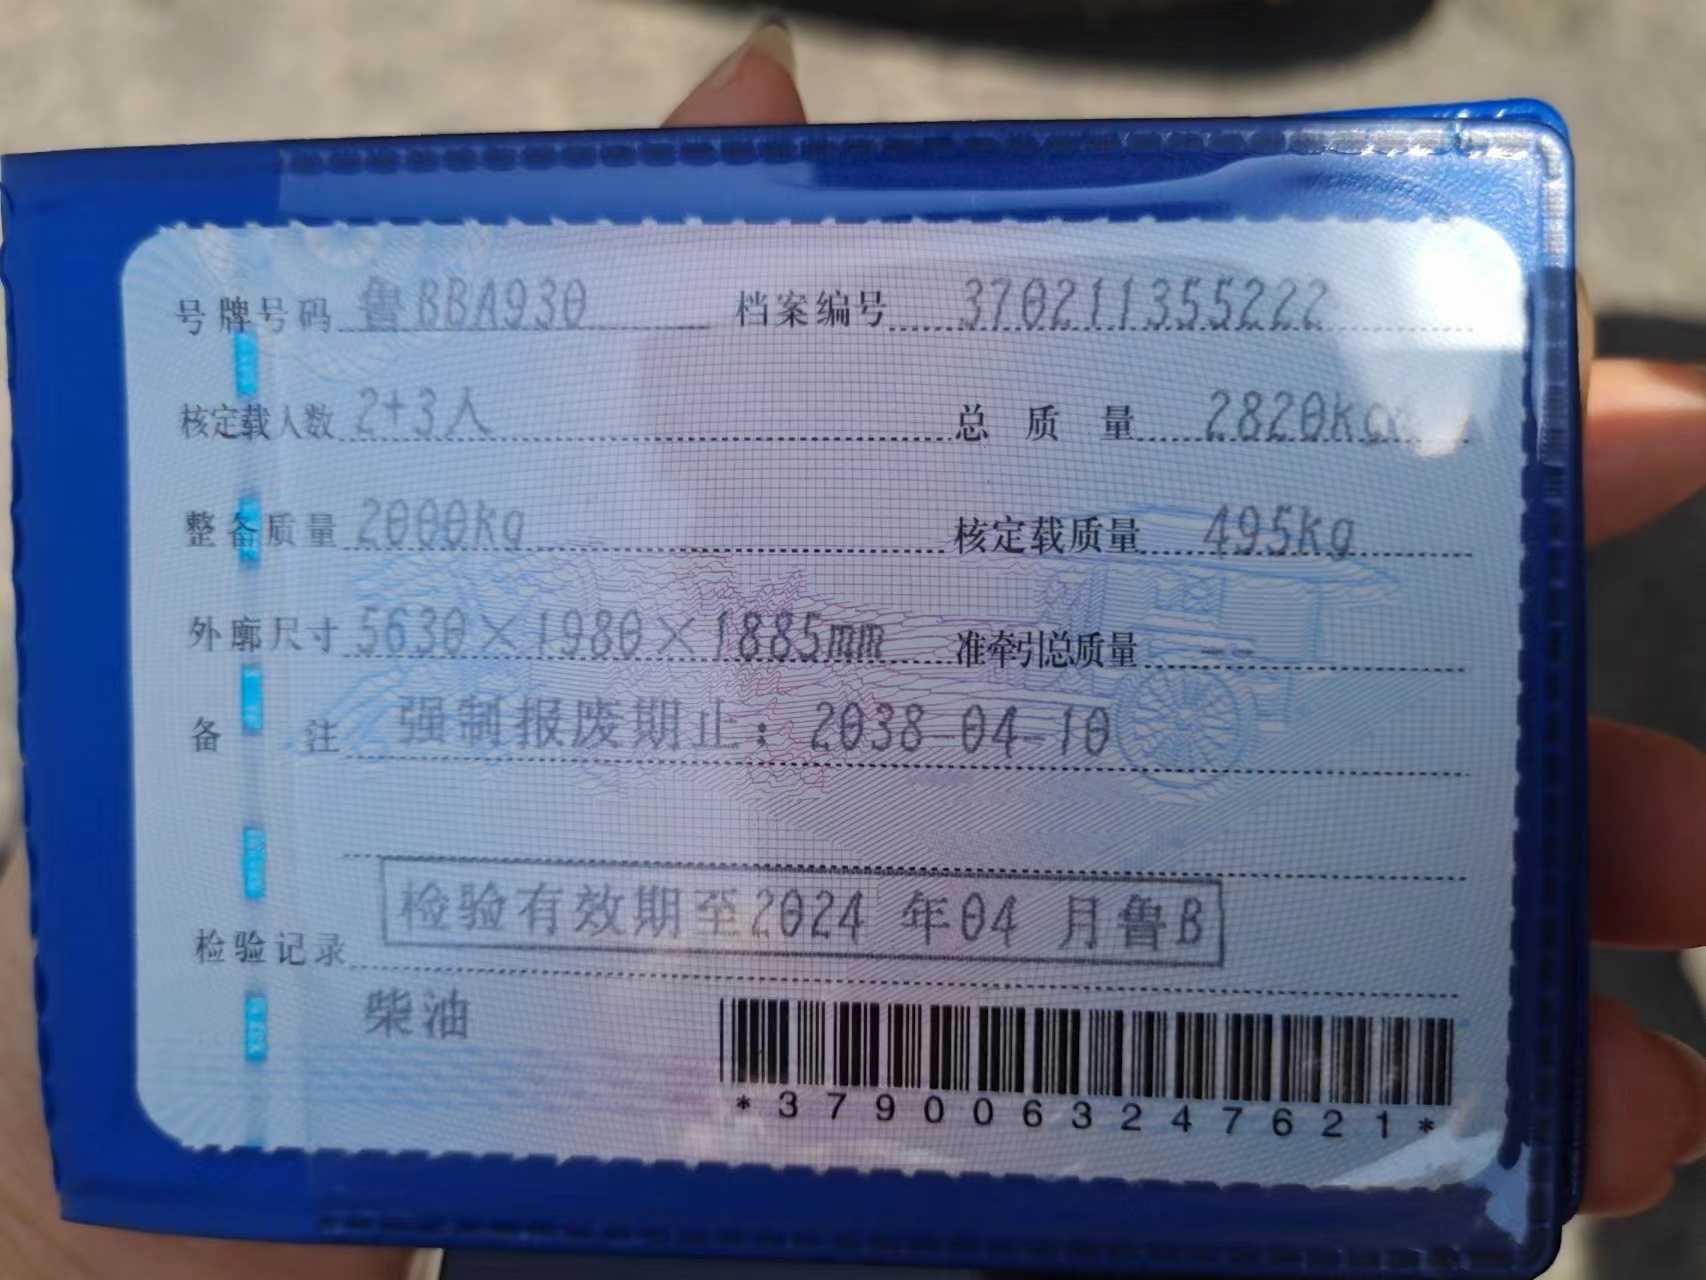 号牌号码 鲁BBA930 档案编号 370211355222
核定载人数 2+3人 总质量 2820kg
整备质量 2000kg 核定载质量 495kg
外廓尺寸 5630×1980×1885mm 准牵引总质量 --
备注 强制报废期止：2038-04-10
检验记录 检验有效期至2024 年04 月鲁B
柴油
*3790063247621*